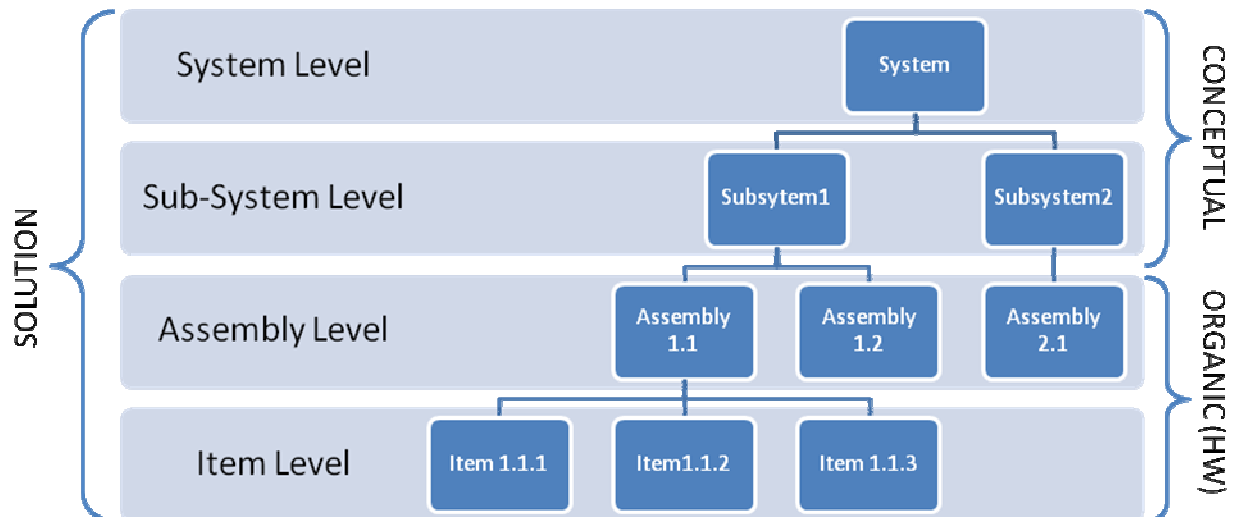 System Level
System
Sub-System Level
Subsytem1
Subsystem2
Assembly Level
Assembly
1.1
Assembly
1.2
Assembly
2.1
Item Level
Item 1.1.1
Item1.1.2
Item 1.1.3
SOLUTION
CONCEPTUAL
ORGANIC (HW)